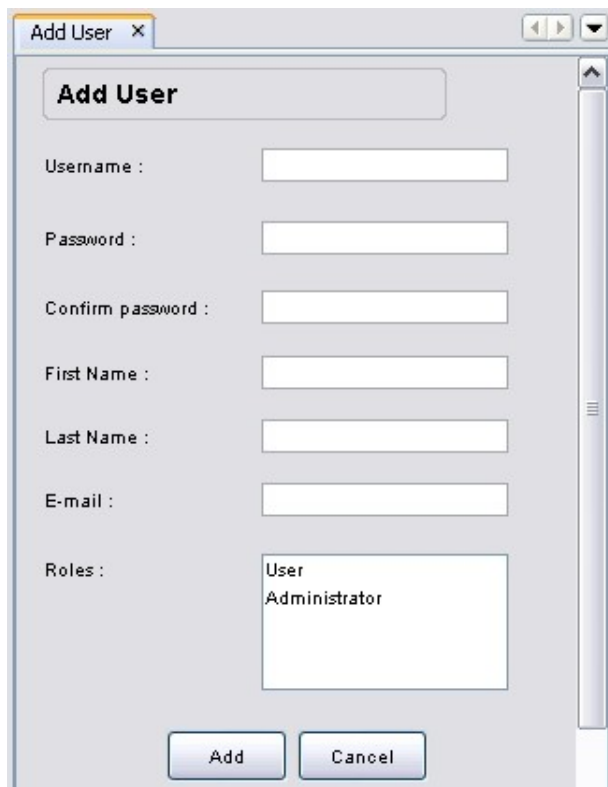 Add User
Add User
Username :
Password :
Confirm password :
First Name :
Last Name :
E-mail :
Roles :
User
Administrator
Add
Cancel